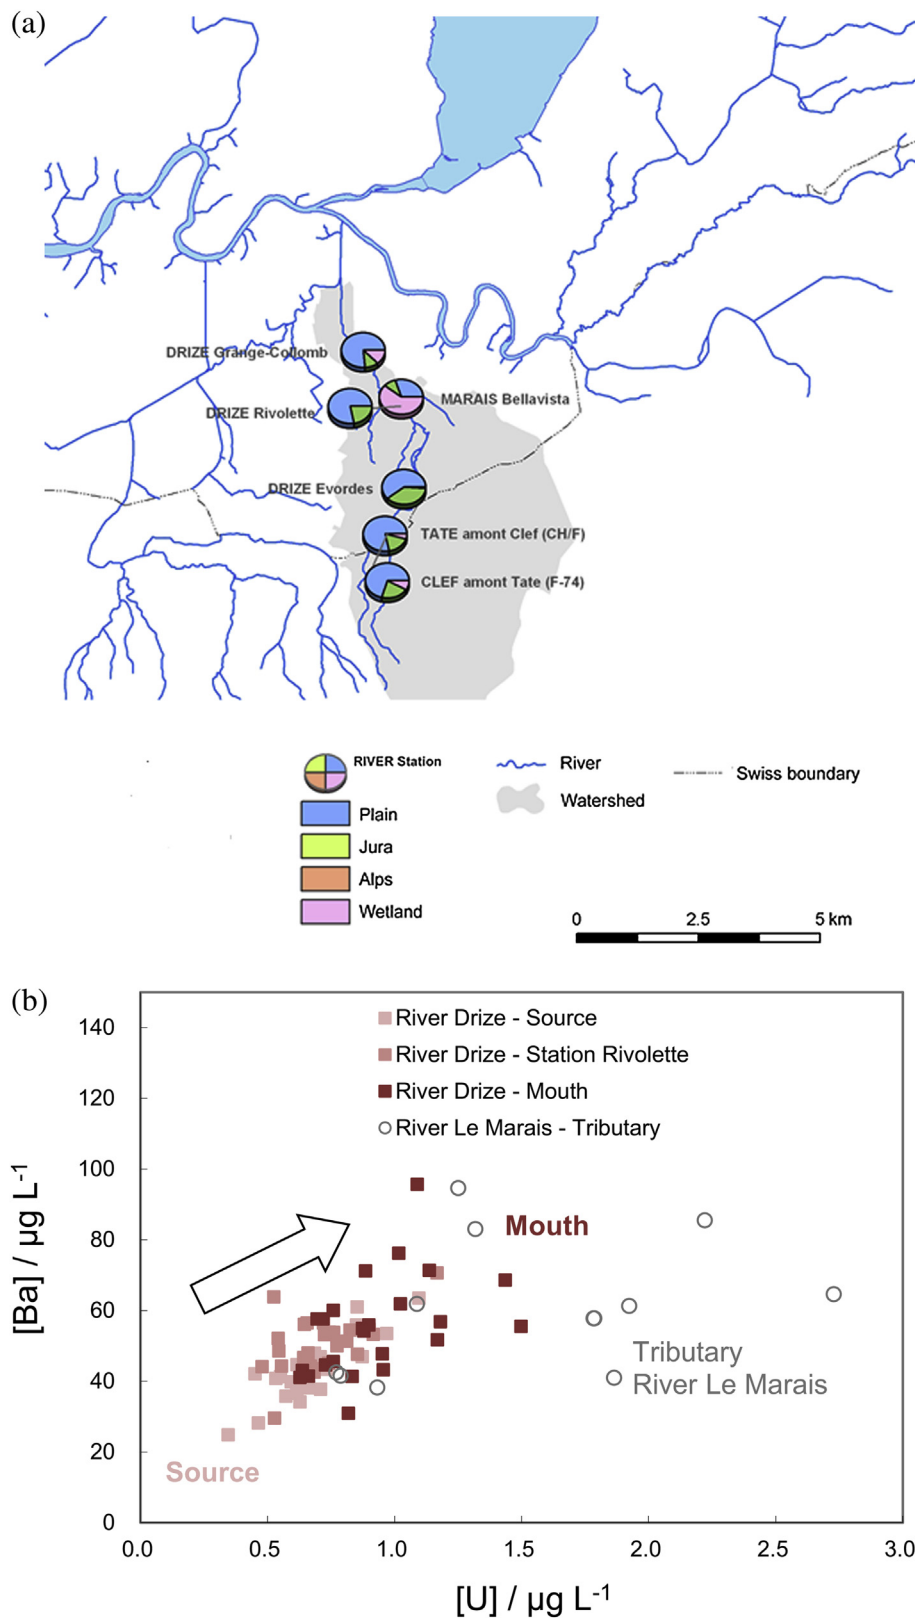 (a)
DRIZE Grange-Collomb
MARAIS Bellavista
DRIZE Rivolette
DRIZE Evordes
TATE amont Clef (CH/F)
CLEF amont Tate (F-74)
RIVER Station
Plain
Jura
Alps
Wetland
River
Watershed
Swiss boundary
0 2.5 5 km
(b)
[Ba] / µg L⁻¹
140
120
100
80
60
40
20
0
River Drize - Source
River Drize - Station Rivolette
River Drize - Mouth
River Le Marais - Tributary
Mouth
Tributary
River Le Marais
Source
0.0 0.5 1.0 1.5 2.0 2.5 3.0
[U] / µg L⁻¹